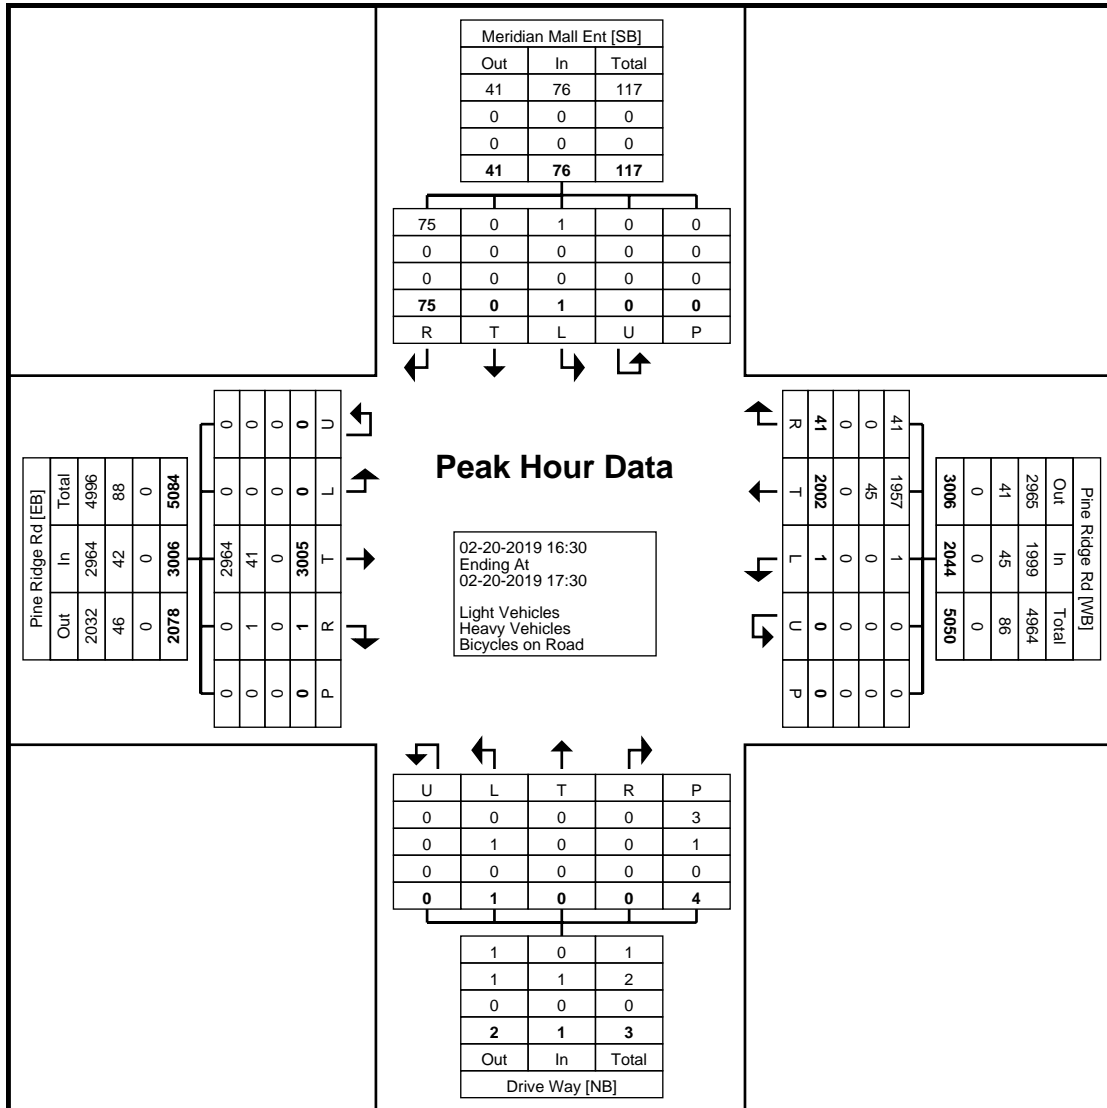 Meridian Mall Ent [SB]
Out In Total
41 76 117
0 0 0
0 0 0
41 76 117
75 0 1 0 0
0 0 0 0 0
0 0 0 0 0
75 0 1 0 0
R T L U P
Pine Ridge Rd [EB]
Total 4996 88 0 5084
In 2964 42 0 3006
Out 2032 46 0 2078
0 0 0 0 U
0 0 0 0 L
2964 41 0 3005 T
0 1 0 1 R
0 0 0 0 P
Peak Hour Data
02-20-2019 16:30
Ending At
02-20-2019 17:30
Light Vehicles
Heavy Vehicles
Bicycles on Road
R 41 0 0 41
T 2002 0 45 1957
L 1 0 0 1
U 0 0 0 0
P 0 0 0 0
3006 0 41 2965 Out
2044 0 45 1999 In
5050 0 86 4964 Total
Pine Ridge Rd [WB]
U L T R P
0 0 0 0 3
0 1 0 0 1
0 0 0 0 0
0 1 0 0 4
1 0 1
1 1 2
0 0 0
2 1 3
Out In Total
Drive Way [NB]